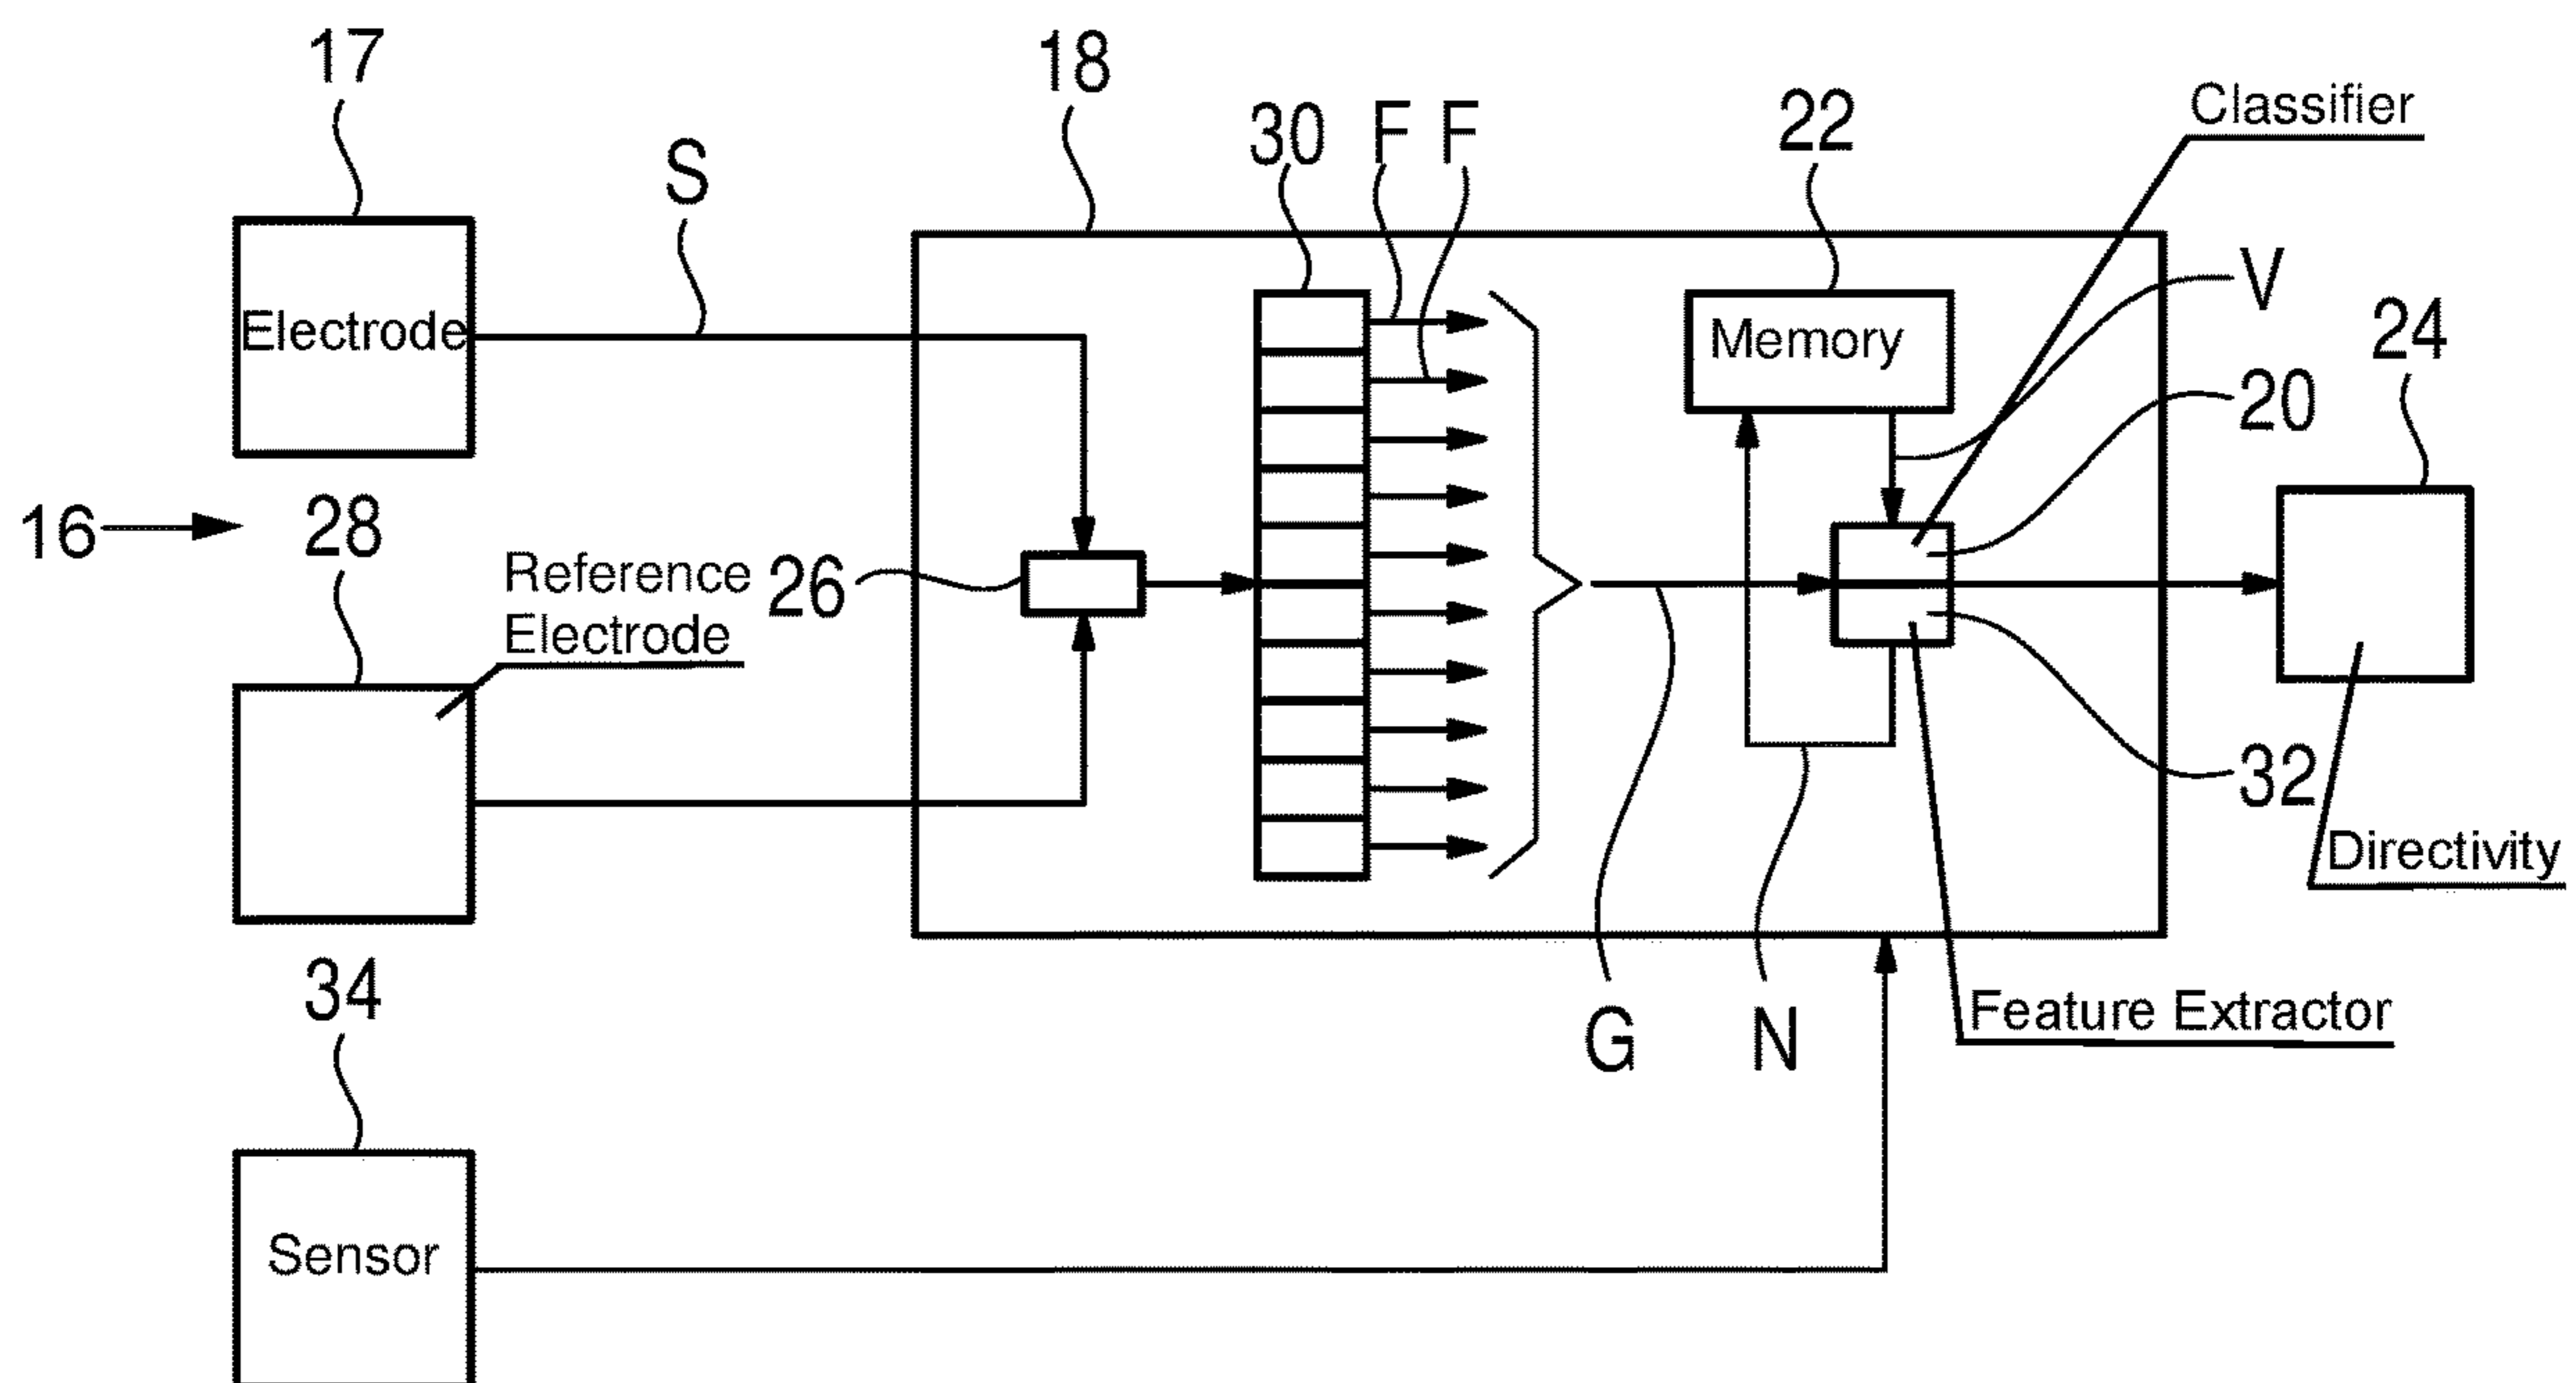 17
18
Classifier
30
F
F
22
S
V
Electrode
Memory
24
20
16
28
Reference
Electrode
26
32
Directivity
34
Feature Extractor
G
N
Sensor